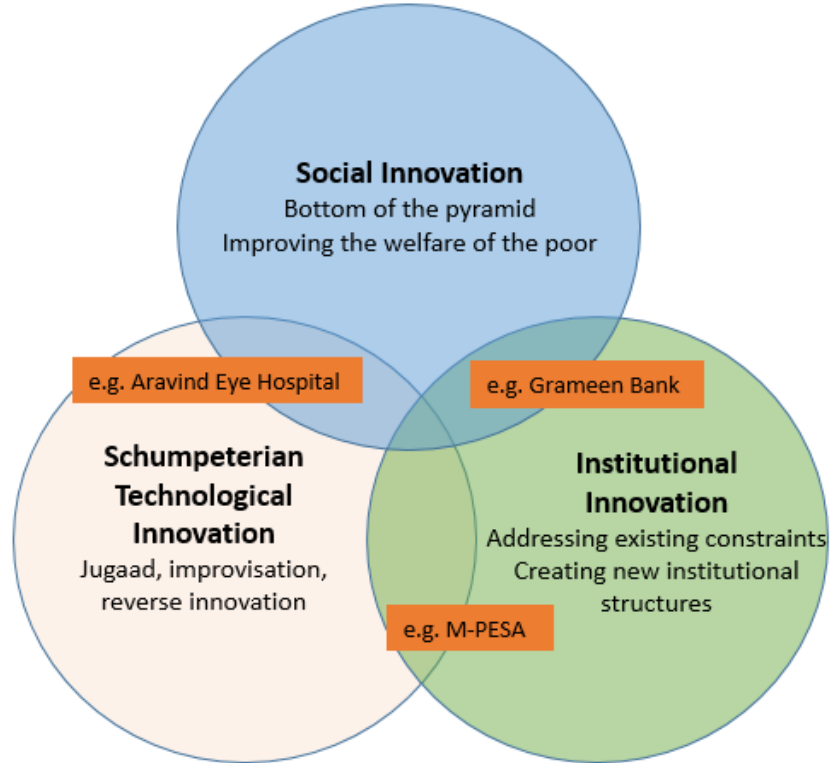 Social Innovation
Bottom of the pyramid
Improving the welfare of the poor
e.g. Aravind Eye Hospital
e.g. Grameen Bank
Schumpeterian
Technological
Innovation
Jugaad, improvisation,
reverse innovation
Institutional
Innovation
Addressing existing constraints
Creating new institutional
structures
e.g. M-PESA